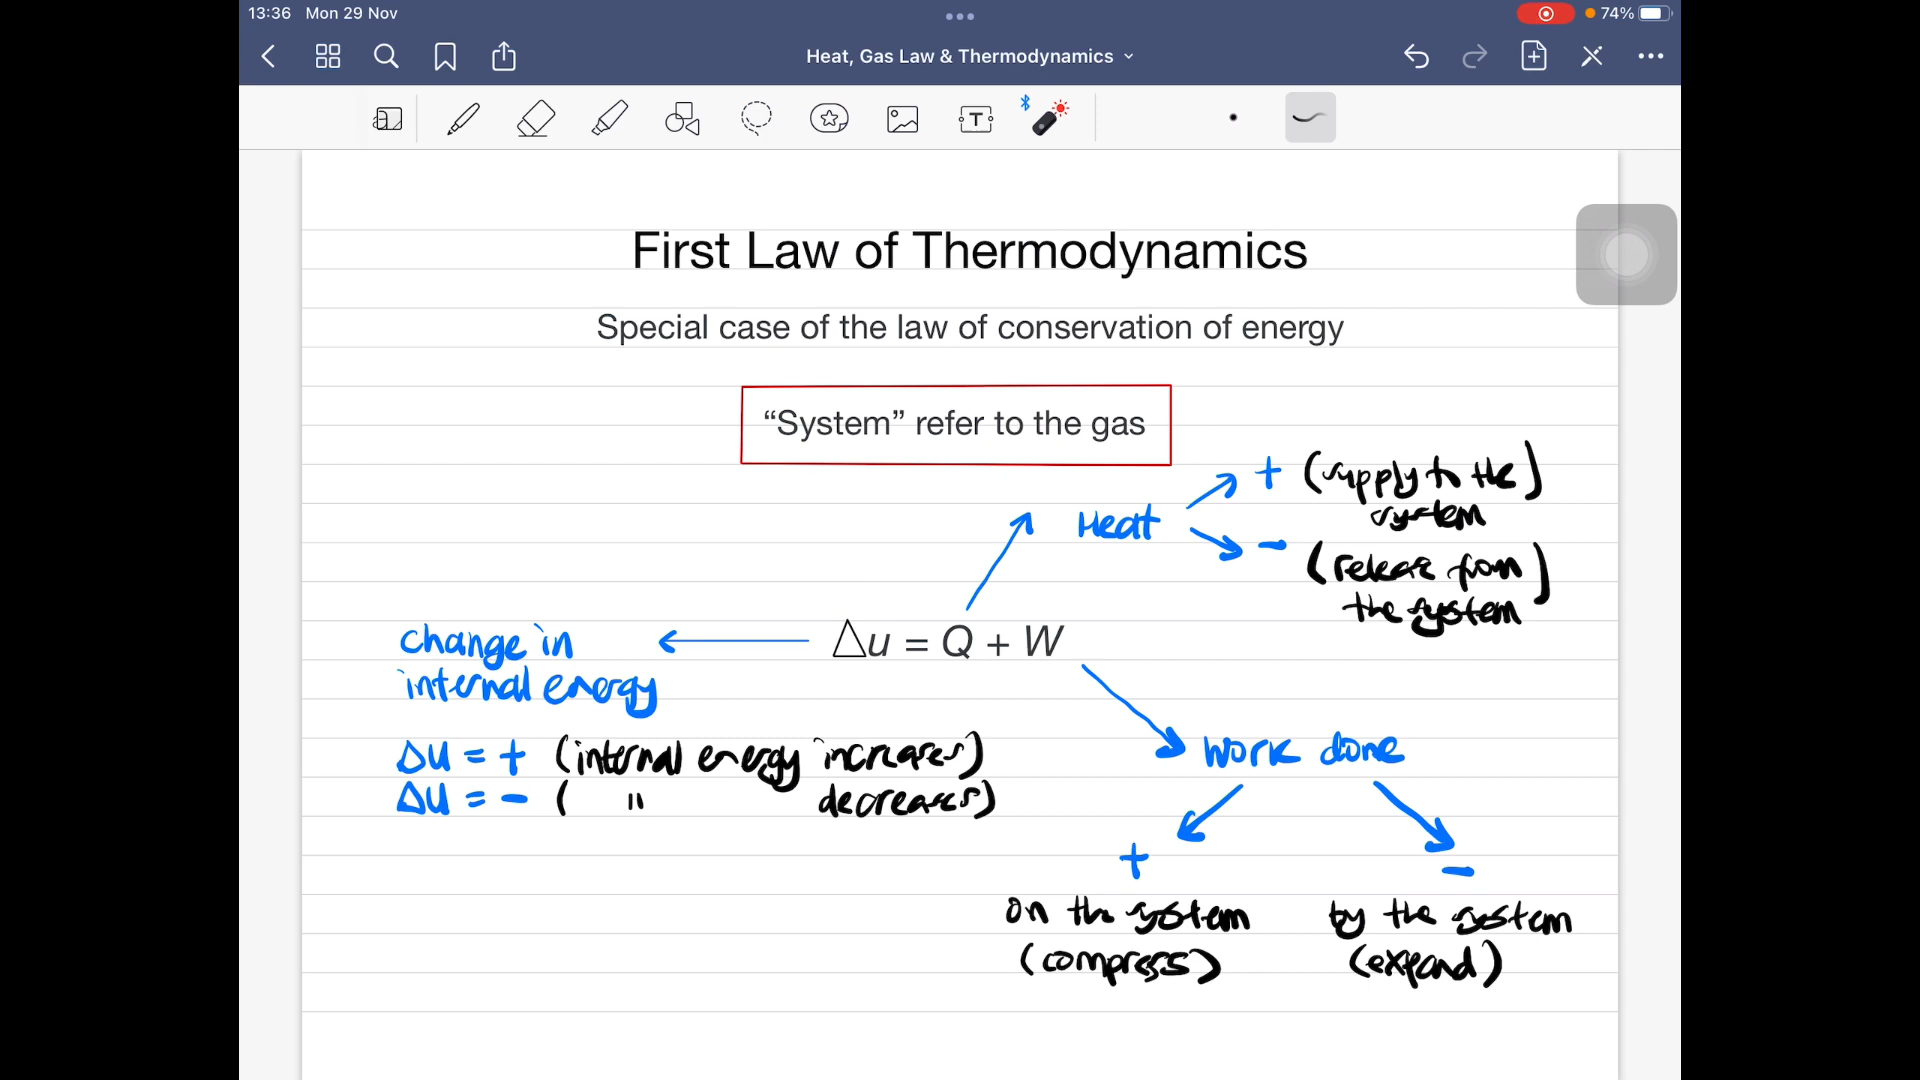 13:36 Mon 29 Nov
74%
Heat, Gas Law & Thermodynamics
First Law of Thermodynamics
Special case of the law of conservation of energy
“System” refer to the gas
Heat
+ (supply to the
system)
- (release from
the system)
△u = Q + W
change in
internal energy
ΔU = + (internal energy increases)
ΔU = - ( " decreases)
work done
+
on the system
(compress)
-
by the system
(expand)